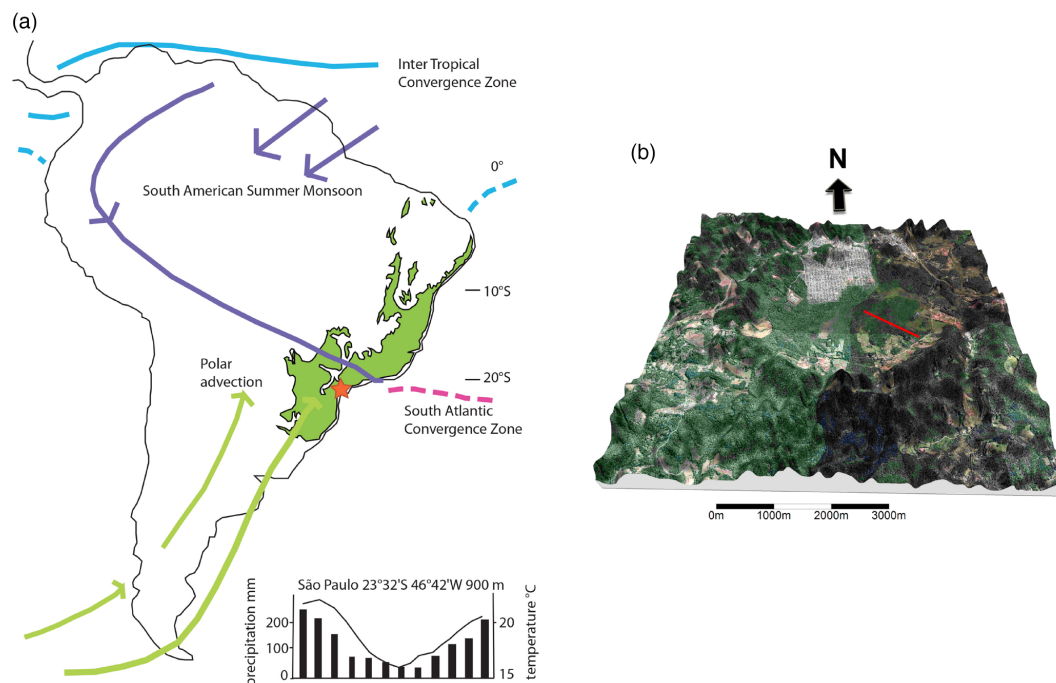 (a)
Inter Tropical
Convergence Zone
(b)
N
0°
South American Summer Monsoon
10°S
Polar
advection
20°S
South Atlantic
Convergence Zone
0m 1000m 2000m 3000m
São Paulo 23°32'S 46°42'W 900 m
precipitation mm
200
100
0
20
15
temperature °C